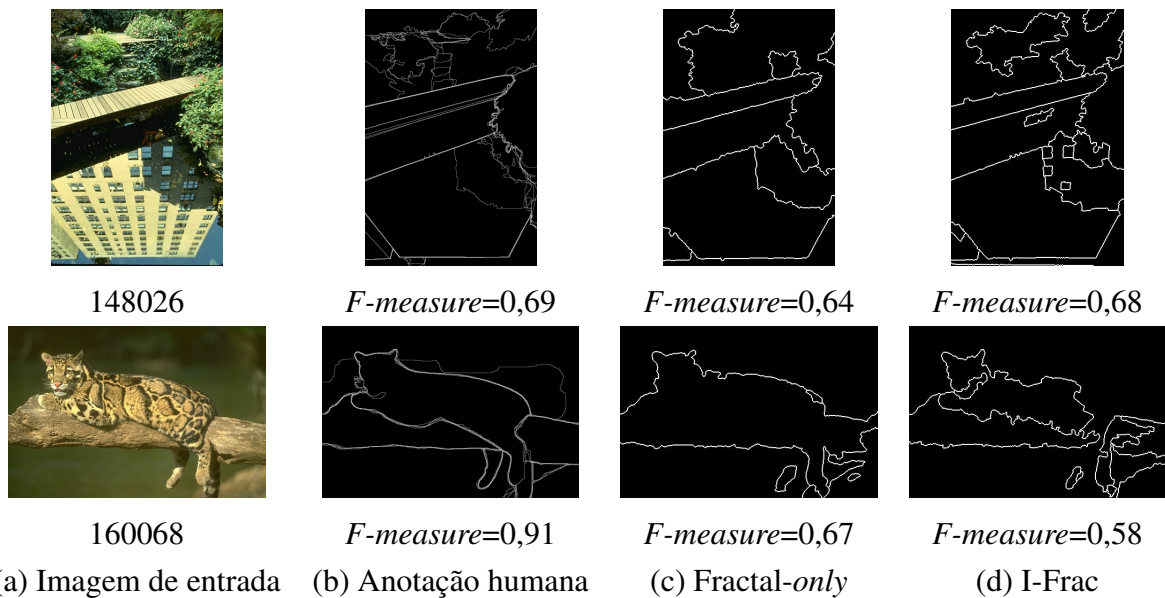 148026 F-measure=0,69 F-measure=0,64 F-measure=0,68
160068 F-measure=0,91 F-measure=0,67 F-measure=0,58
a) Imagem de entrada (b) Anotação humana (c) Fractal-only (d) I-Frac